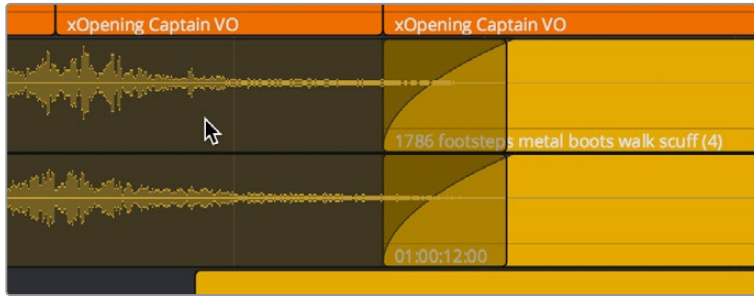 xOpening Captain VO
xOpening Captain VO
1786 footsteps metal boots walk scuff (4)
01:00:12:00